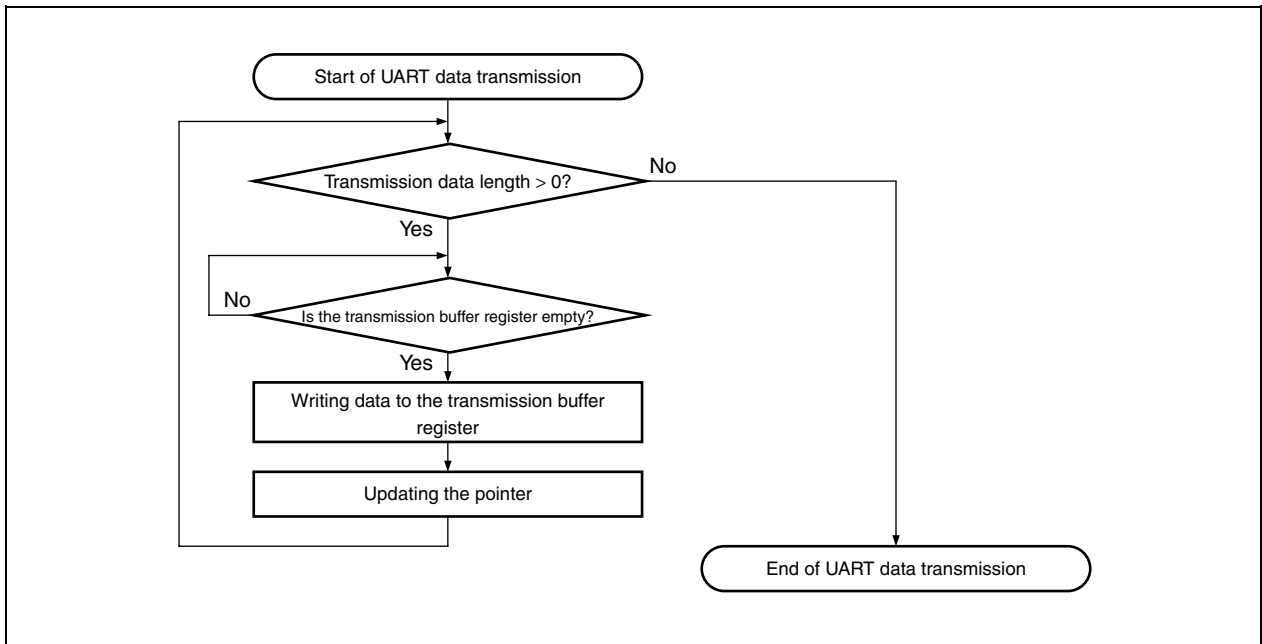 Start of UART data transmission
Transmission data length > 0?
No
Yes
No
Is the transmission buffer register empty?
Yes
Writing data to the transmission buffer
register
Updating the pointer
End of UART data transmission